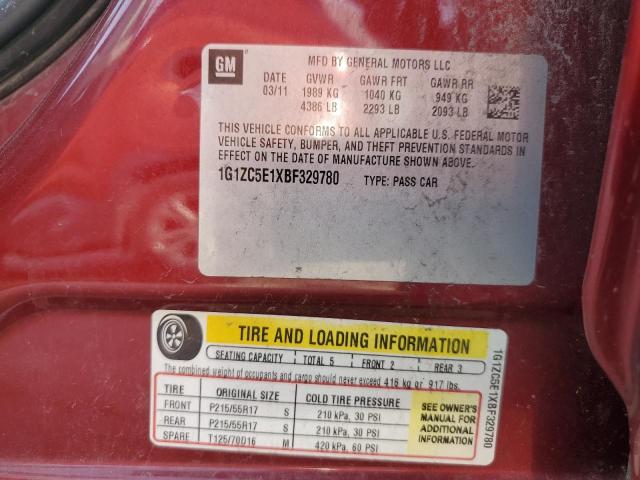 GM
MFD BY GENERAL MOTORS LLC
DATE GVWR GAWR FRT GAWR RR
03/11 1989 KG 1040 KG 949 KG
4386 LB 2293 LB 2093 LB
THIS VEHICLE CONFORMS TO ALL APPLICABLE U.S. FEDERAL MOTOR
VEHICLE SAFETY, BUMPER, AND THEFT PREVENTION STANDARDS IN
EFFECT ON THE DATE OF MANUFACTURE SHOWN ABOVE.
1G1ZC5E1XBF329780 TYPE: PASS CAR
TIRE AND LOADING INFORMATION
SEATING CAPACITY TOTAL 5 FRONT 2 REAR 3
The combined weight of occupants and cargo should never exceed 416 kg or 917 lbs.
TIRE ORIGINAL SIZE COLD TIRE PRESSURE
FRONT P215/55R17 S 210 kPa, 30 PSI
REAR P215/55R17 S 210 kPa, 30 PSI
SPARE T125/70D16 M 420 kPa, 60 PSI
SEE OWNER'S
MANUAL FOR
ADDITIONAL
INFORMATION
1G1ZC5E1XBF329780